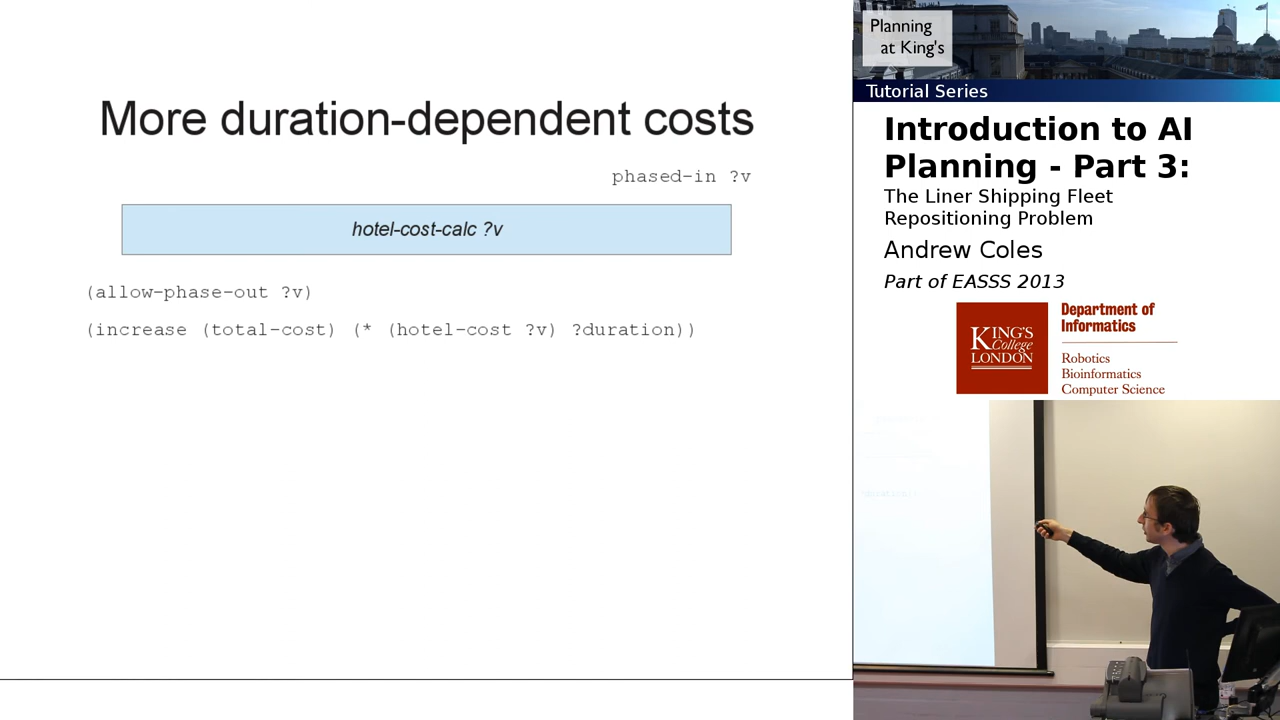 More duration-dependent costs
phased-in ?v
hotel-cost-calc ?v
(allow-phase-out ?v)
(increase (total-cost) (* (hotel-cost ?v) ?duration))
Planning
at King's
Tutorial Series
Introduction to AI
Planning - Part 3:
The Liner Shipping Fleet
Repositioning Problem
Andrew Coles
Part of EASSS 2013
KING'S
College
LONDON
Department of
Informatics
Robotics
Bioinformatics
Computer Science